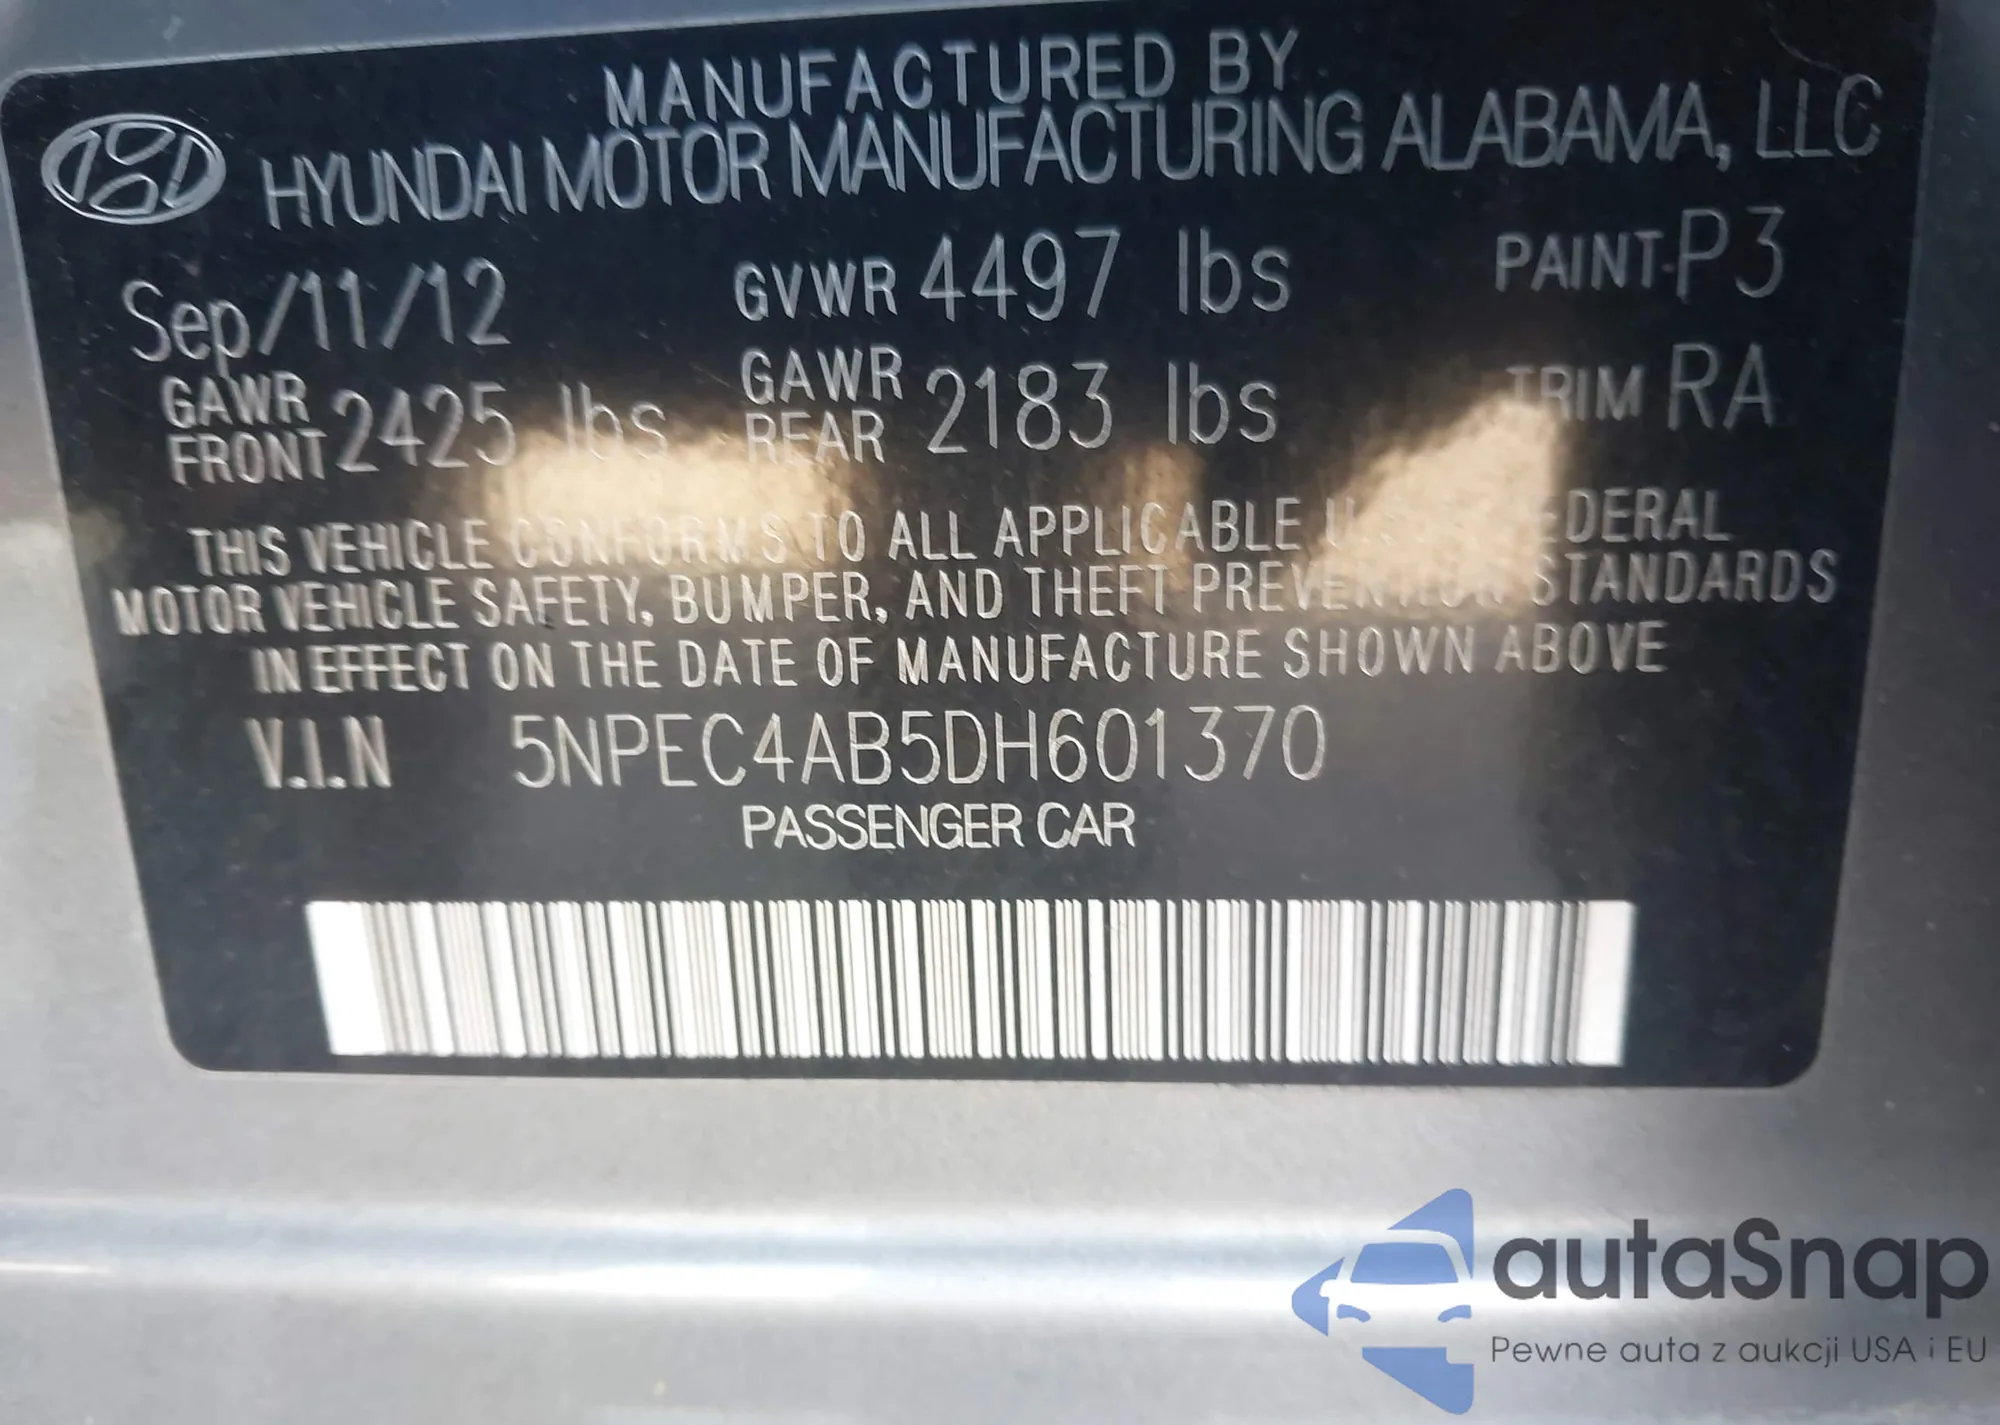 MANUFACTURED BY
HYUNDAI MOTOR MANUFACTURING ALABAMA, LLC
Sep/11/12 GVWR 4497 lbs PAINT-P3
GAWR FRONT 2425 lbs GAWR REAR 2183 lbs TRIM RA
THIS VEHICLE CONFORMS TO ALL APPLICABLE U.S. FEDERAL
MOTOR VEHICLE SAFETY, BUMPER, AND THEFT PREVENTION STANDARDS
IN EFFECT ON THE DATE OF MANUFACTURE SHOWN ABOVE
V.I.N 5NPEC4AB5DH601370
PASSENGER CAR
autaSnap
Pewne auta z aukcji USA i EU